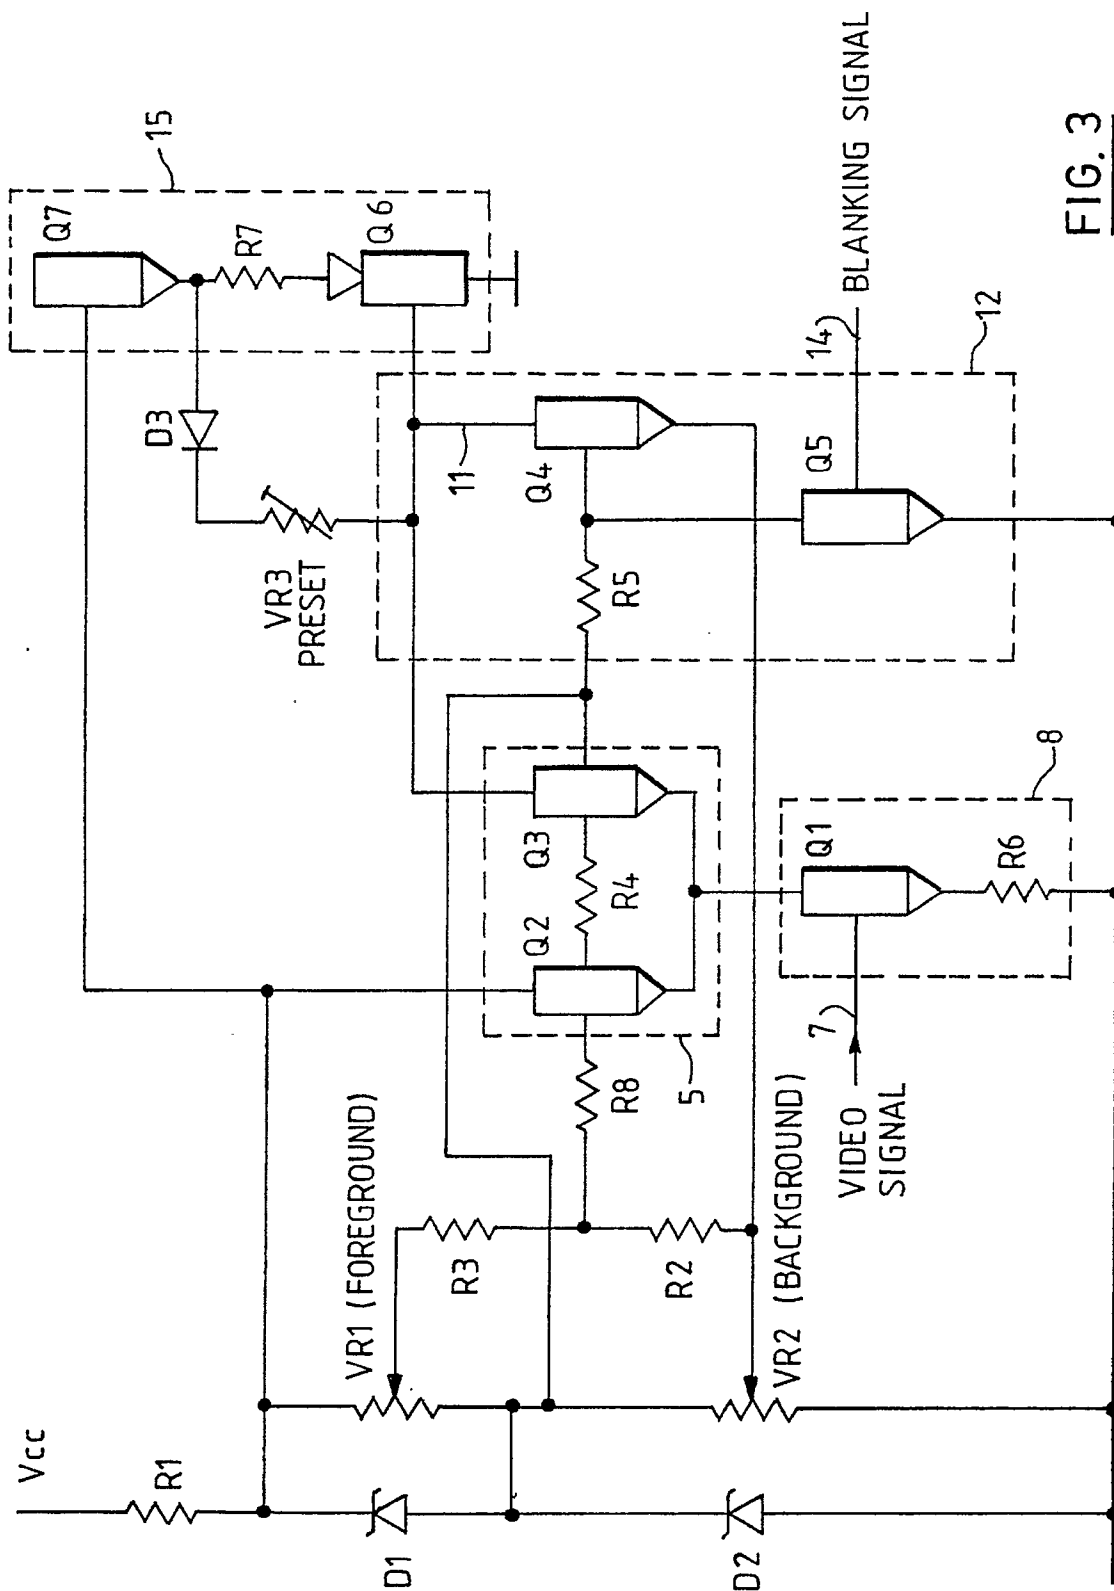 Vcc
R1
D1
D2
VR1 (FOREGROUND)
VR2 (BACKGROUND)
R3
R2
R8
5
Q2
R4
Q3
VIDEO
SIGNAL
7
Q1
R6
8
VR3
PRESET
D3
R5
11
Q4
Q5
12
14
BLANKING SIGNAL
Q7
R7
Q6
15
FIG. 3